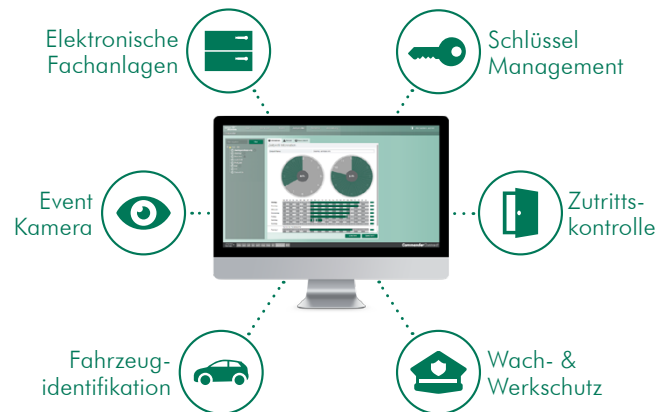 Elektronische
Fachanlagen
Schlüssel
Management
Event
Kamera
Zutritts-
kontrolle
Fahrzeug-
identifikation
Wach- &
Werkschutz